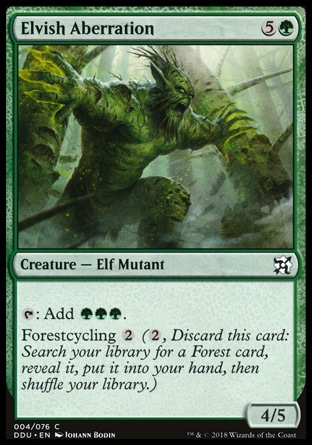 Elvish Aberration 5
Creature — Elf Mutant
: Add .
Forestcycling 2 (2, Discard this card:
Search your library for a Forest card,
reveal it, put it into your hand, then
shuffle your library.)
4/5
004/076 C
DDU • EN Johann Bodin
™ & © 2018 Wizards of the Coast